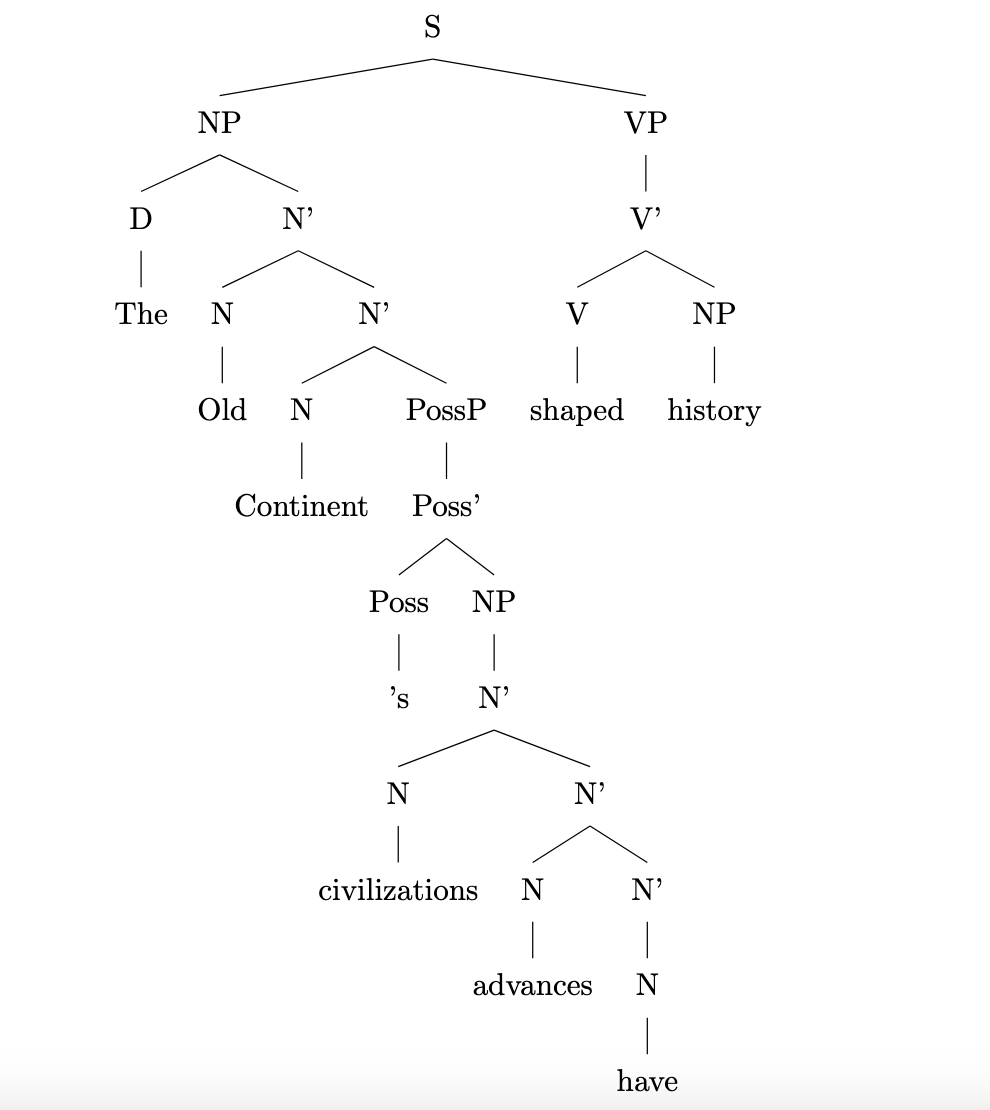 S
NP VP
D N’ V’
The N N’ V NP
Old N PossP shaped history
Continent Poss’
Poss NP
’s N’
N N’
civilizations N N’
advances N
have